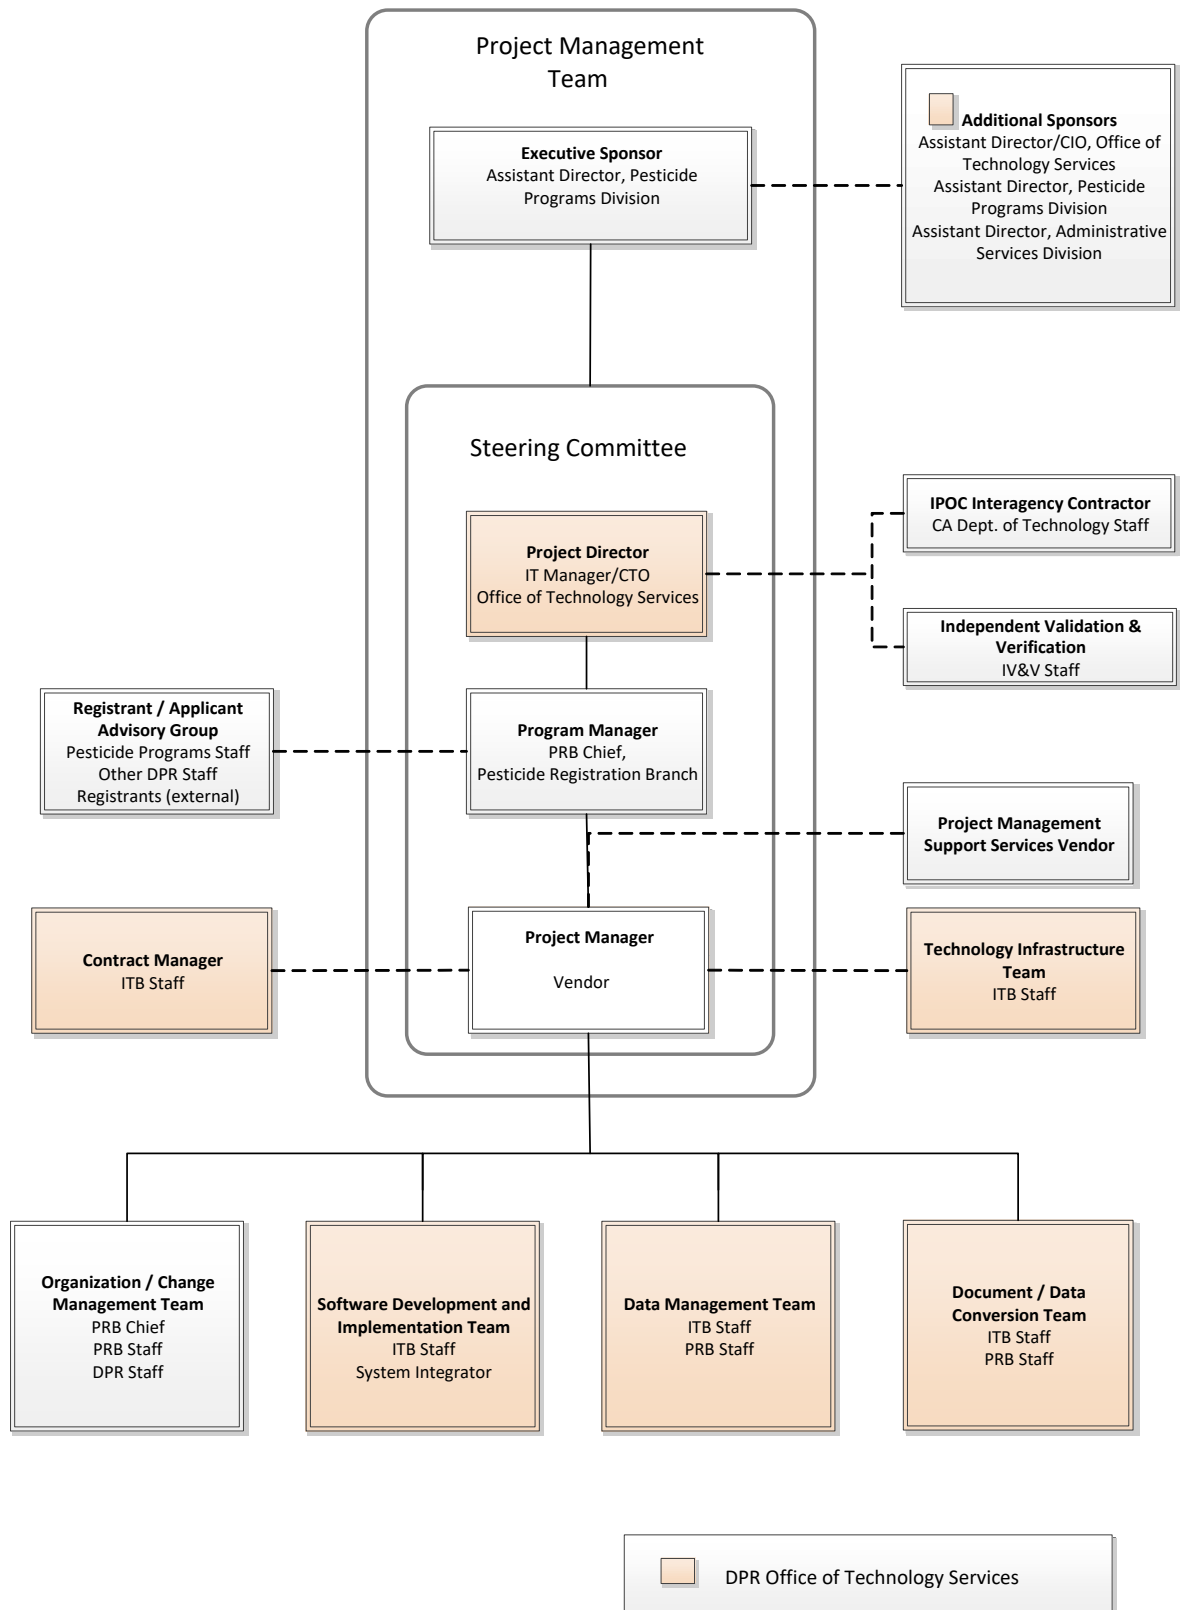 Project Management
Team
Executive Sponsor
Assistant Director, Pesticide
Programs Division
Additional Sponsors
Assistant Director/CIO, Office of
Technology Services
Assistant Director, Pesticide
Programs Division
Assistant Director, Administrative
Services Division
Steering Committee
Project Director
IT Manager/CTO
Office of Technology Services
IPOC Interagency Contractor
CA Dept. of Technology Staff
Independent Validation &
Verification
IV&V Staff
Registrant / Applicant
Advisory Group
Pesticide Programs Staff
Other DPR Staff
Registrants (external)
Program Manager
PRB Chief,
Pesticide Registration Branch
Project Management
Support Services Vendor
Contract Manager
ITB Staff
Project Manager
Vendor
Technology Infrastructure
Team
ITB Staff
Organization / Change
Management Team
PRB Chief
PRB Staff
DPR Staff
Software Development and
Implementation Team
ITB Staff
System Integrator
Data Management Team
ITB Staff
PRB Staff
Document / Data
Conversion Team
ITB Staff
PRB Staff
DPR Office of Technology Services